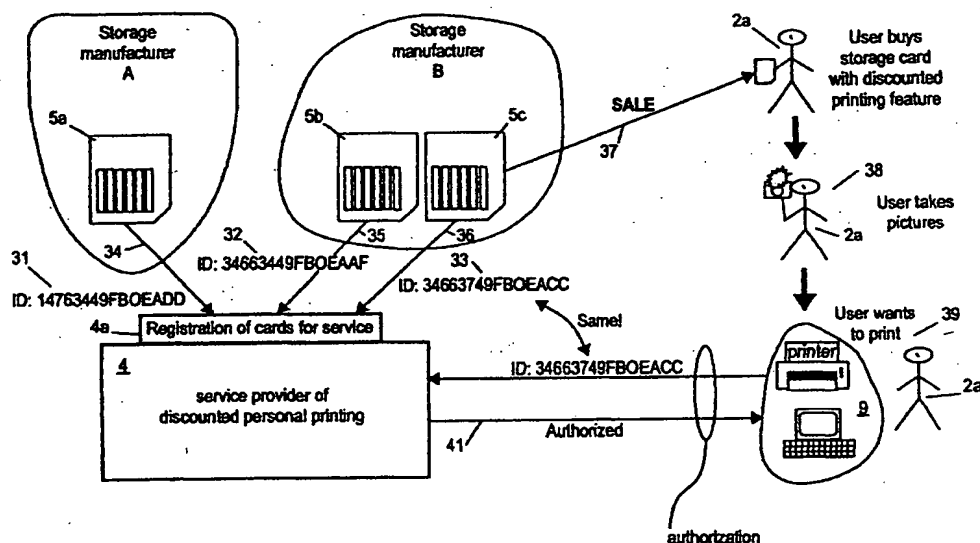 Storage
manufacturer
A
Storage
manufacturer
B
2a
User buys
storage card
with discounted
printing feature
5a
5b
5c
SALE
37
38
User takes
pictures
2a
34
32
35
36
31
ID: 34663449FBOEAAF
33
ID: 14763449FBOEADD
ID: 34663749FBOEACC
User wants
to print
39
4a
Registration of cards for service
Same!
printer
4
ID: 34663749FBOEACC
2a
service provider of
discounted personal printing
9
41
Authorized
authorization